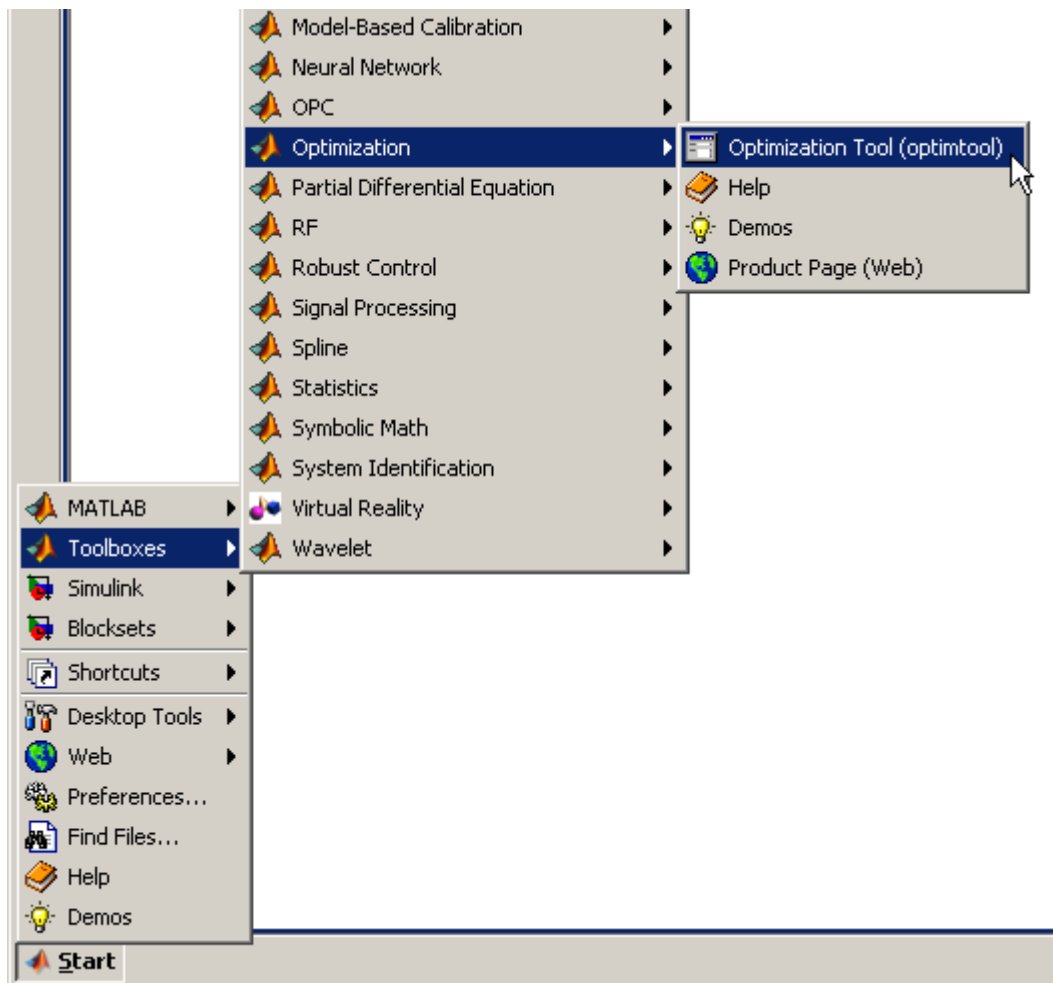 Model-Based Calibration
Neural Network
OPC
Optimization
Partial Differential Equation
RF
Robust Control
Signal Processing
Spline
Statistics
Symbolic Math
System Identification
Virtual Reality
Wavelet
Optimization Tool (optimtool)
Help
Demos
Product Page (Web)
MATLAB
Toolboxes
Simulink
Blocksets
Shortcuts
Desktop Tools
Web
Preferences...
Find Files...
Help
Demos
Start